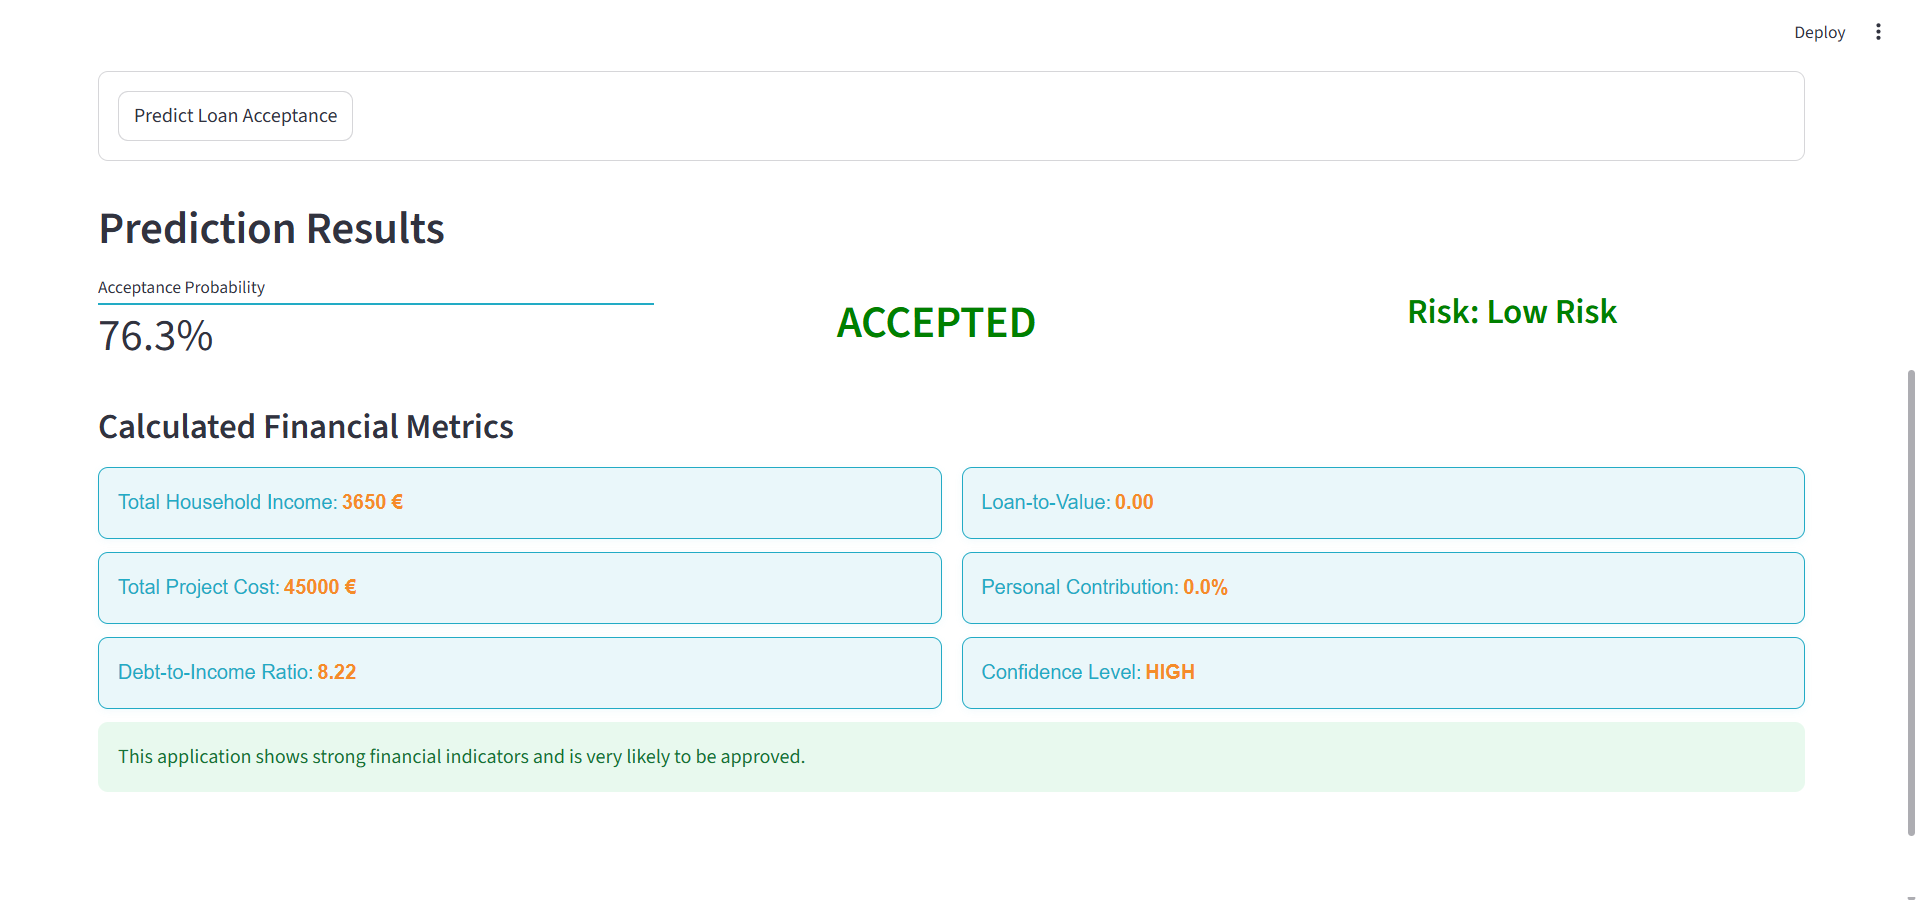 Deploy
Predict Loan Acceptance
Prediction Results
Acceptance Probability
76.3%
ACCEPTED
Risk: Low Risk
Calculated Financial Metrics
Total Household Income: 3650 €
Loan-to-Value: 0.00
Total Project Cost: 45000 €
Personal Contribution: 0.0%
Debt-to-Income Ratio: 8.22
Confidence Level: HIGH
This application shows strong financial indicators and is very likely to be approved.